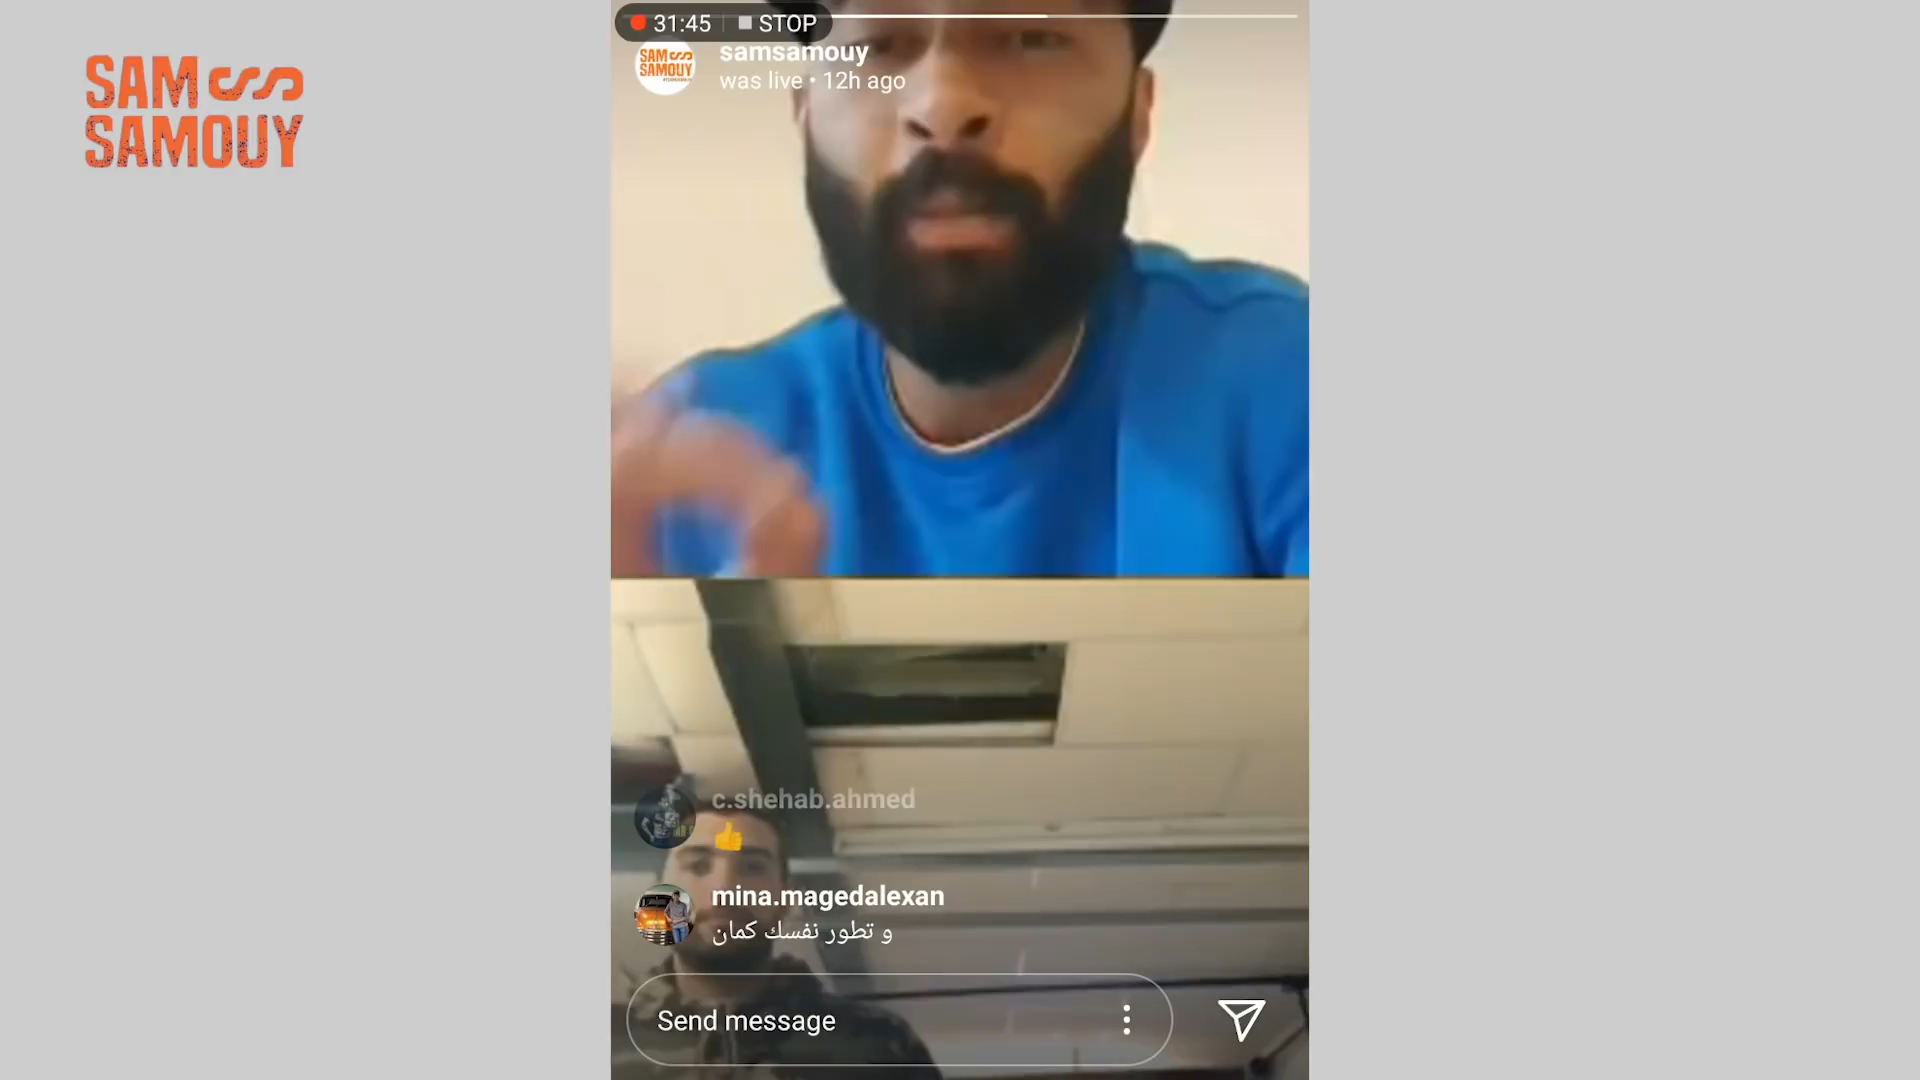 SAM
SAMOUY
31:45 STOP
SAM
SAMOUY
samsamouy
was live • 12h ago
c.shehab.ahmed
👍
mina.magedalexan
و تطور نفسك كمان
Send message